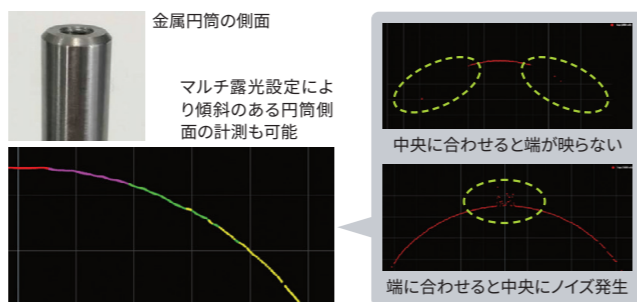 金属円筒の側面
マルチ露光設定によ
り傾斜のある円筒側
面の計測も可能
中央に合わせると端が映らない
端に合わせると中央にノイズ発生